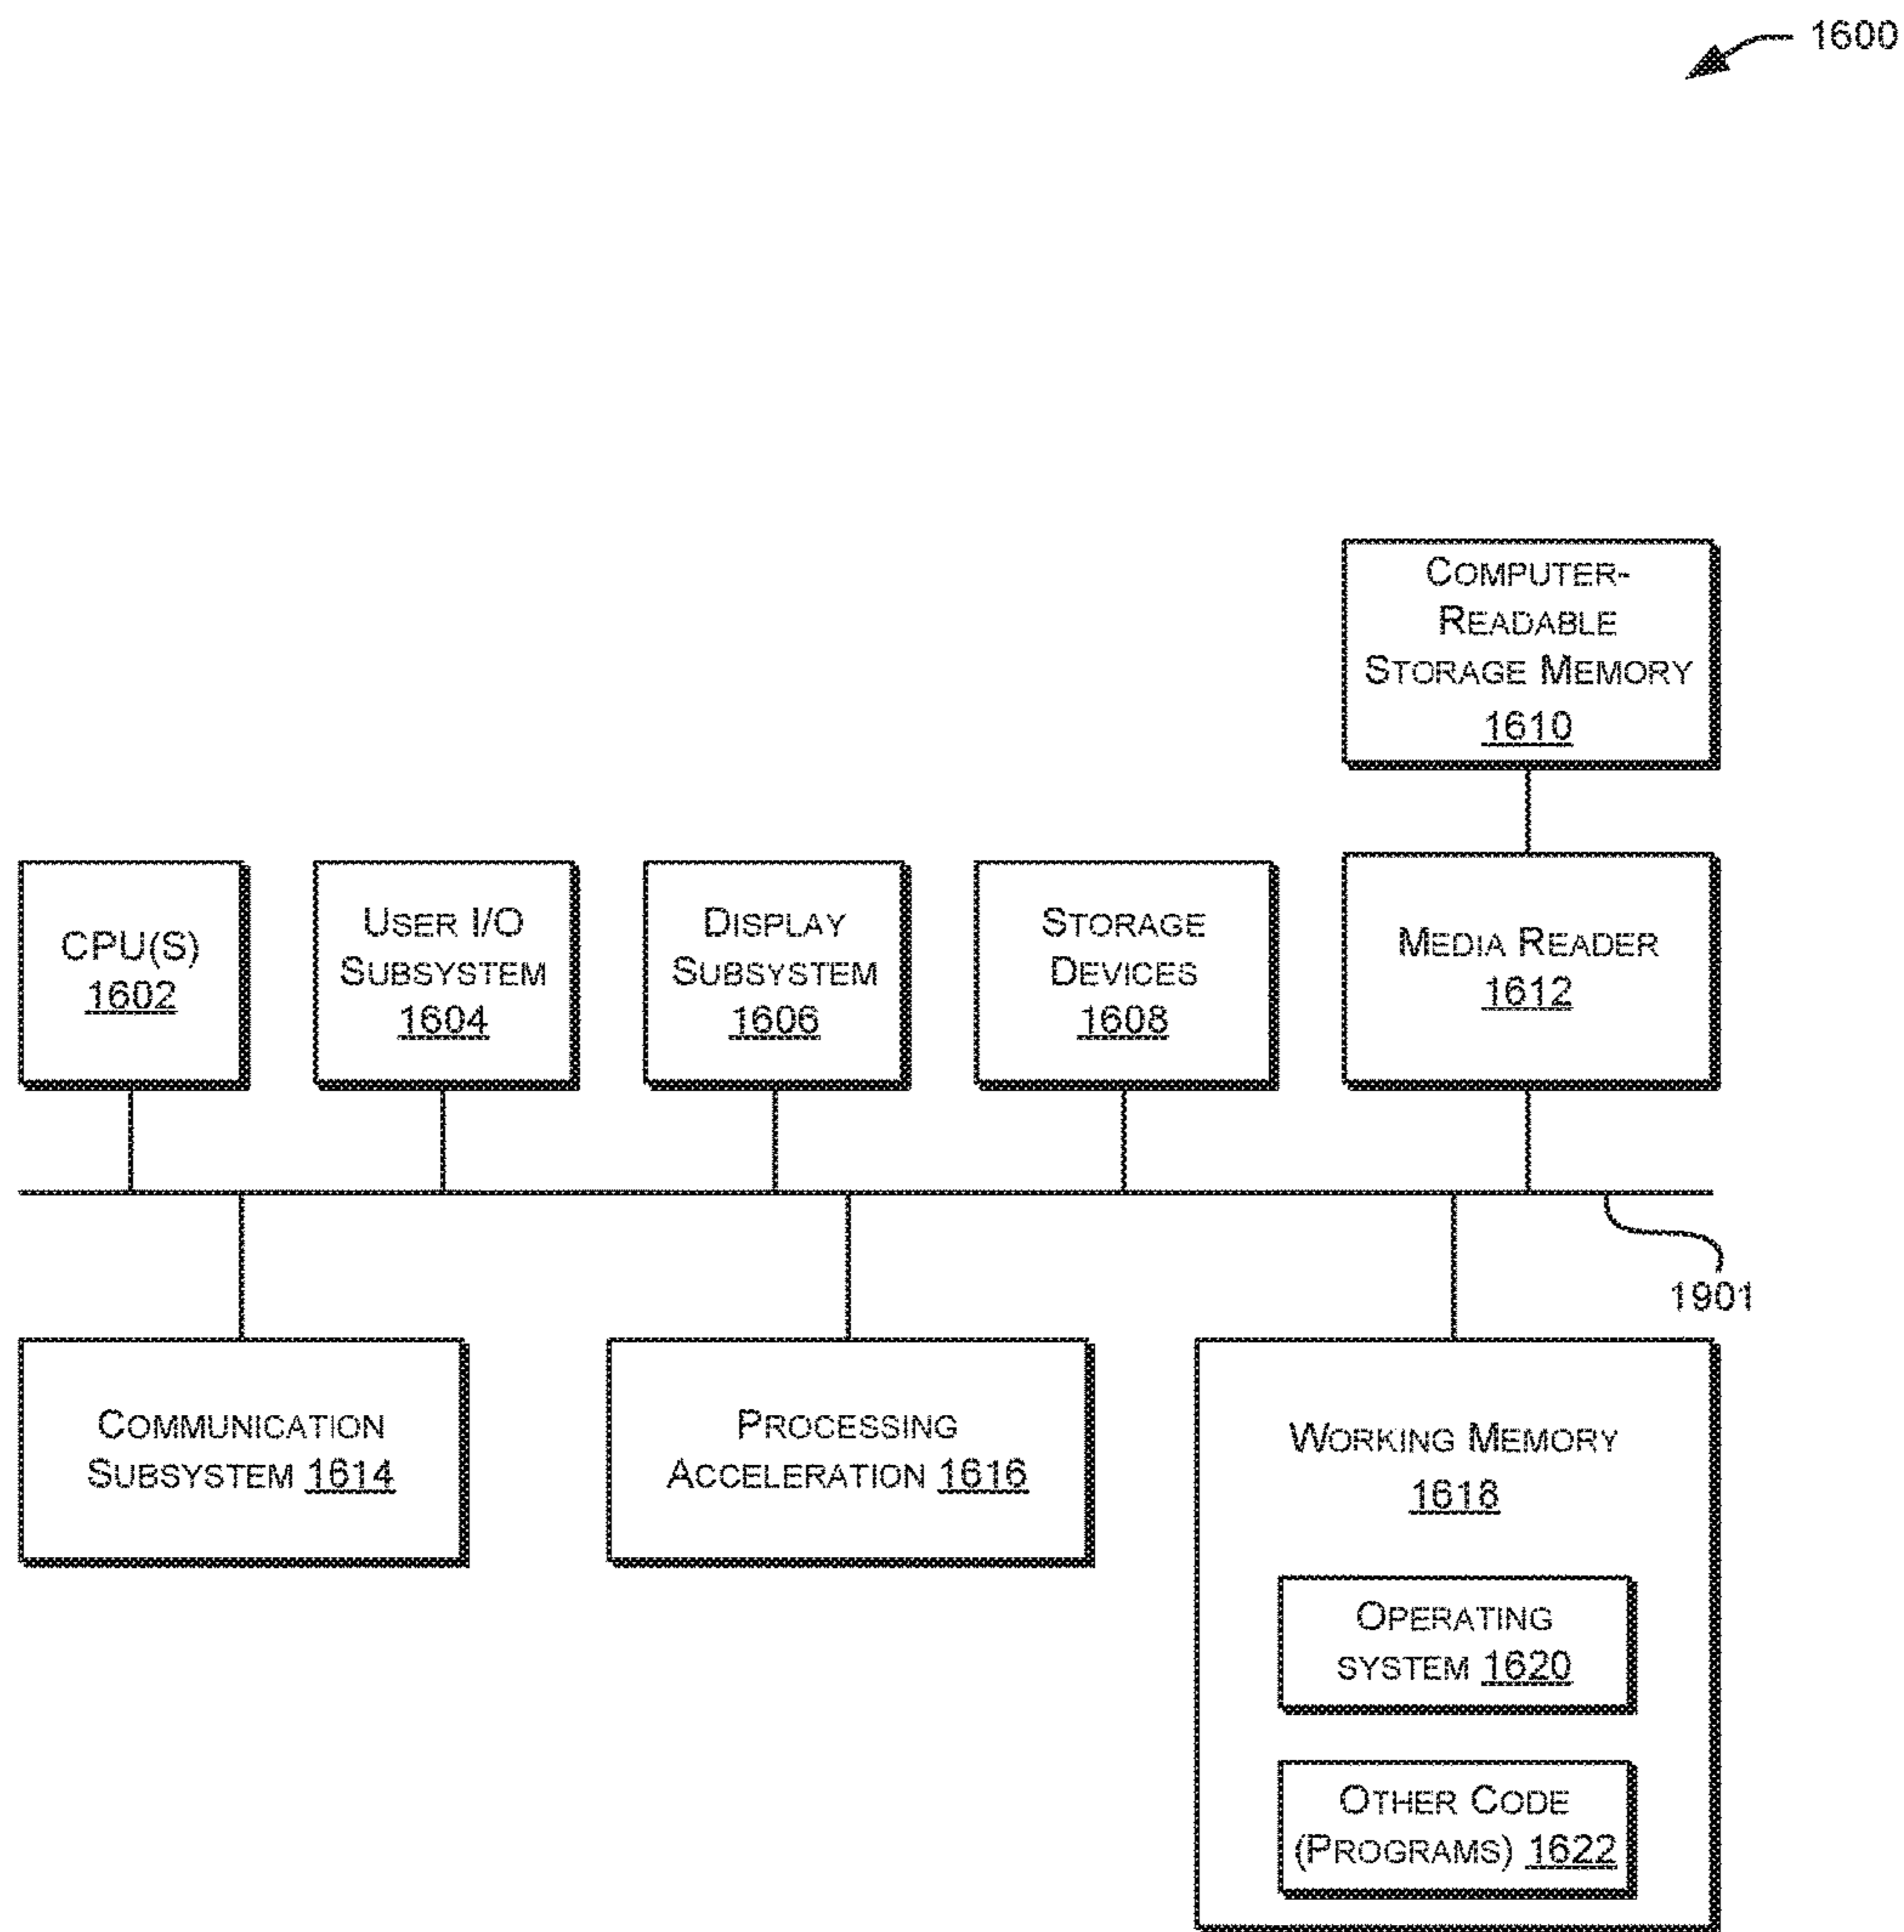 1600
COMPUTER-
READABLE
STORAGE MEMORY
1610
CPU(S)
1602
USER I/O
SUBSYSTEM
1604
DISPLAY
SUBSYSTEM
1606
STORAGE
DEVICES
1608
MEDIA READER
1612
1901
COMMUNICATION
SUBSYSTEM 1614
PROCESSING
ACCELERATION 1616
WORKING MEMORY
1618
OPERATING
SYSTEM 1620
OTHER CODE
(PROGRAMS) 1622